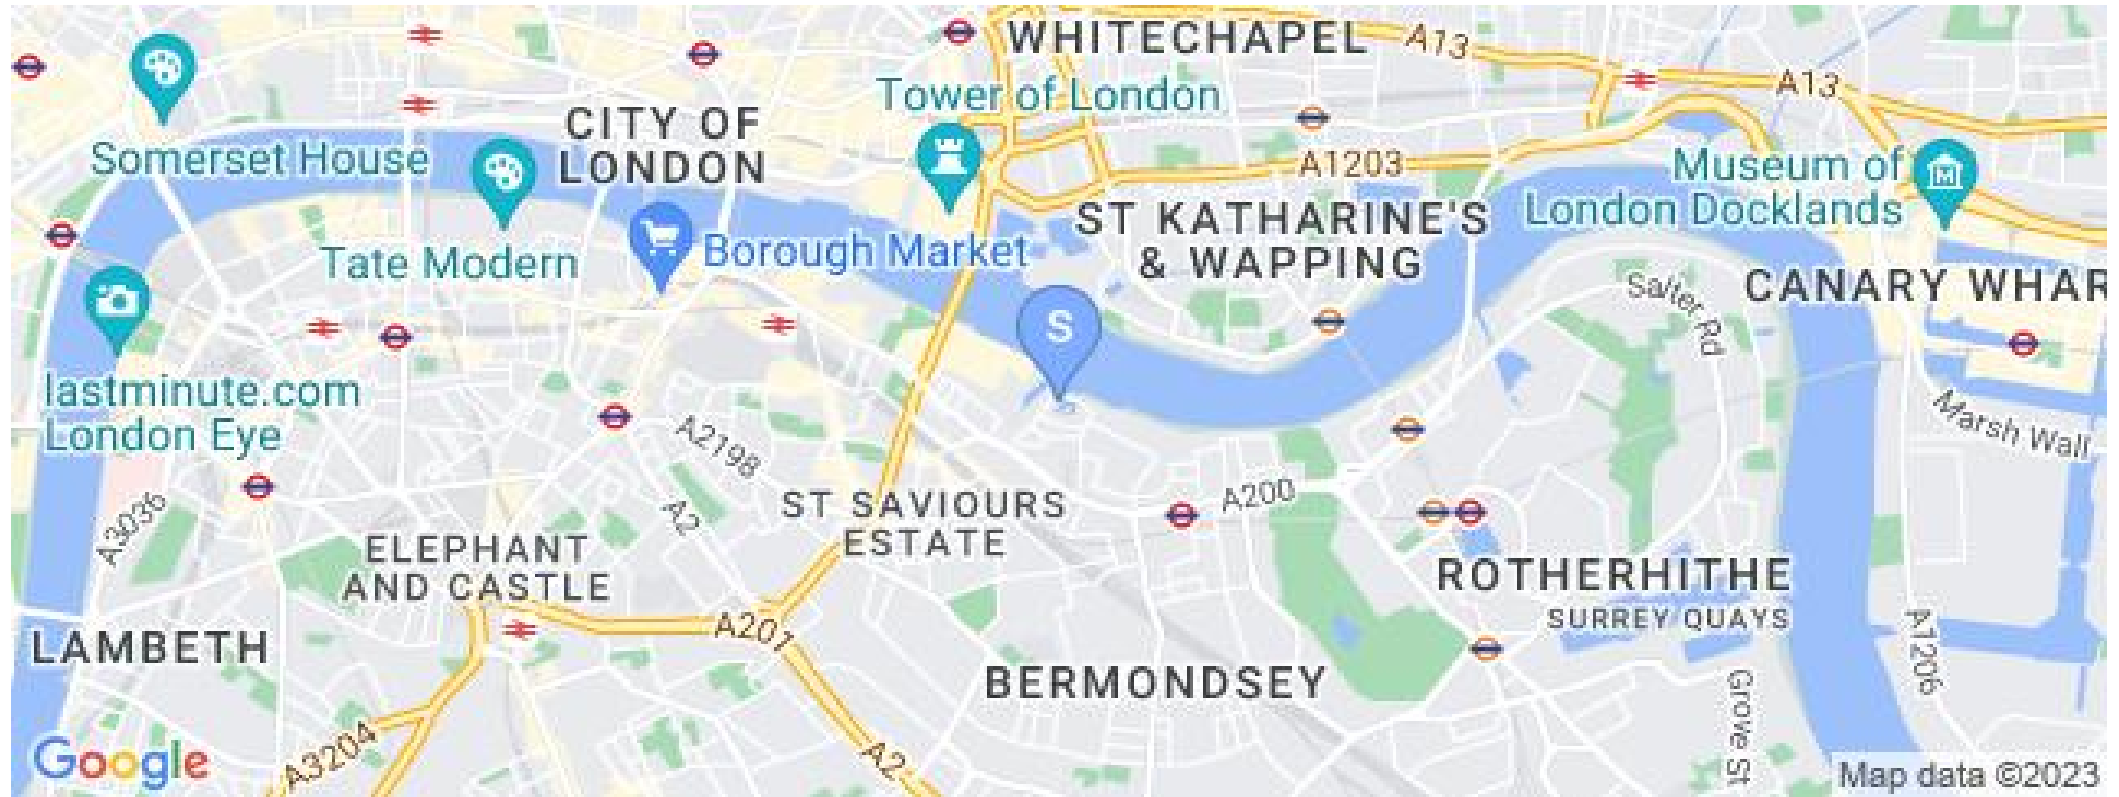 WHITECHAPEL
A13
A13
Tower of London
CITY OF
LONDON
Somerset House
A1203
Museum of
London Docklands
ST KATHARINE'S
& WAPPING
Tate Modern
Borough Market
CANARY WHAR
Salter Rd
S
lastminute.com
London Eye
Marsh Wall
A2198
A200
A3036
A2
ST SAVIOURS
ESTATE
ELEPHANT
AND CASTLE
ROTHERHITHE
SURREY QUAYS
A201
LAMBETH
A1206
BERMONDSEY
Grove St
A3204
A2
Google
Map data ©2023